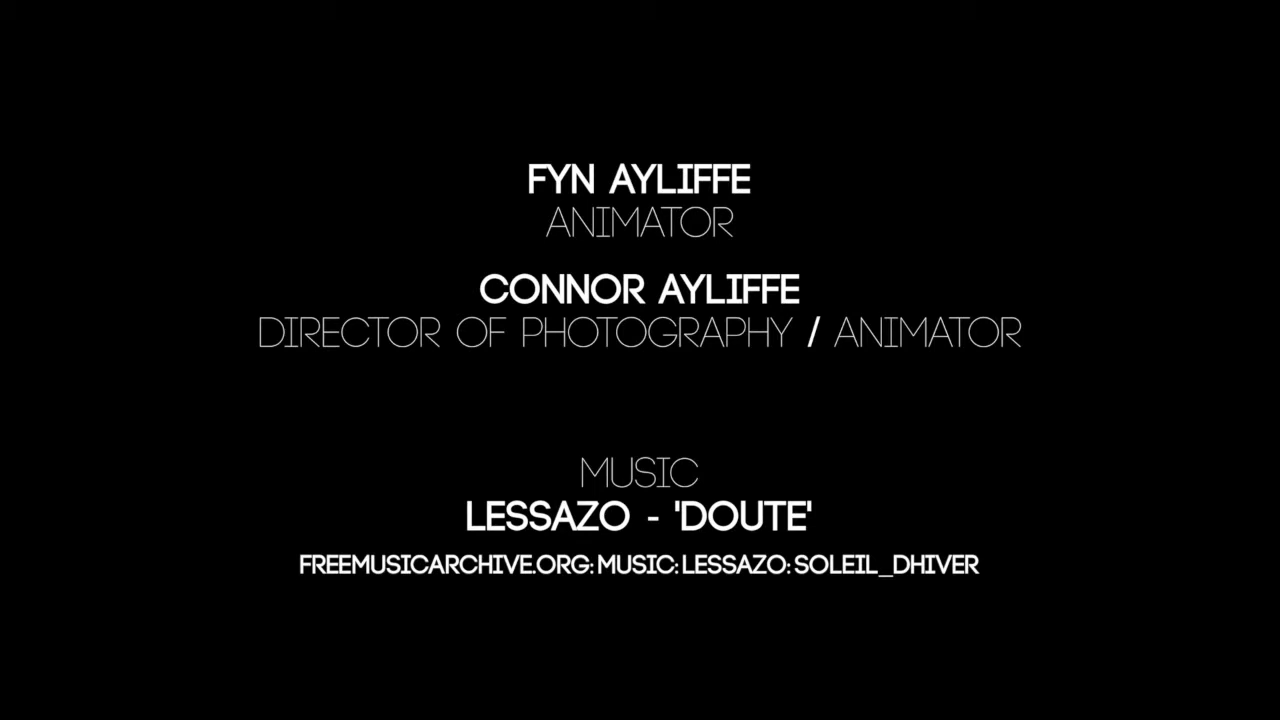 FYN AYLIFFE
ANIMATOR
CONNOR AYLIFFE
DIRECTOR OF PHOTOGRAPHY / ANIMATOR
MUSIC
LESSAZO - 'DOUTE'
FREEMUSICARCHIVE.ORG: MUSIC: LESSAZO: SOLEIL_DHIVER